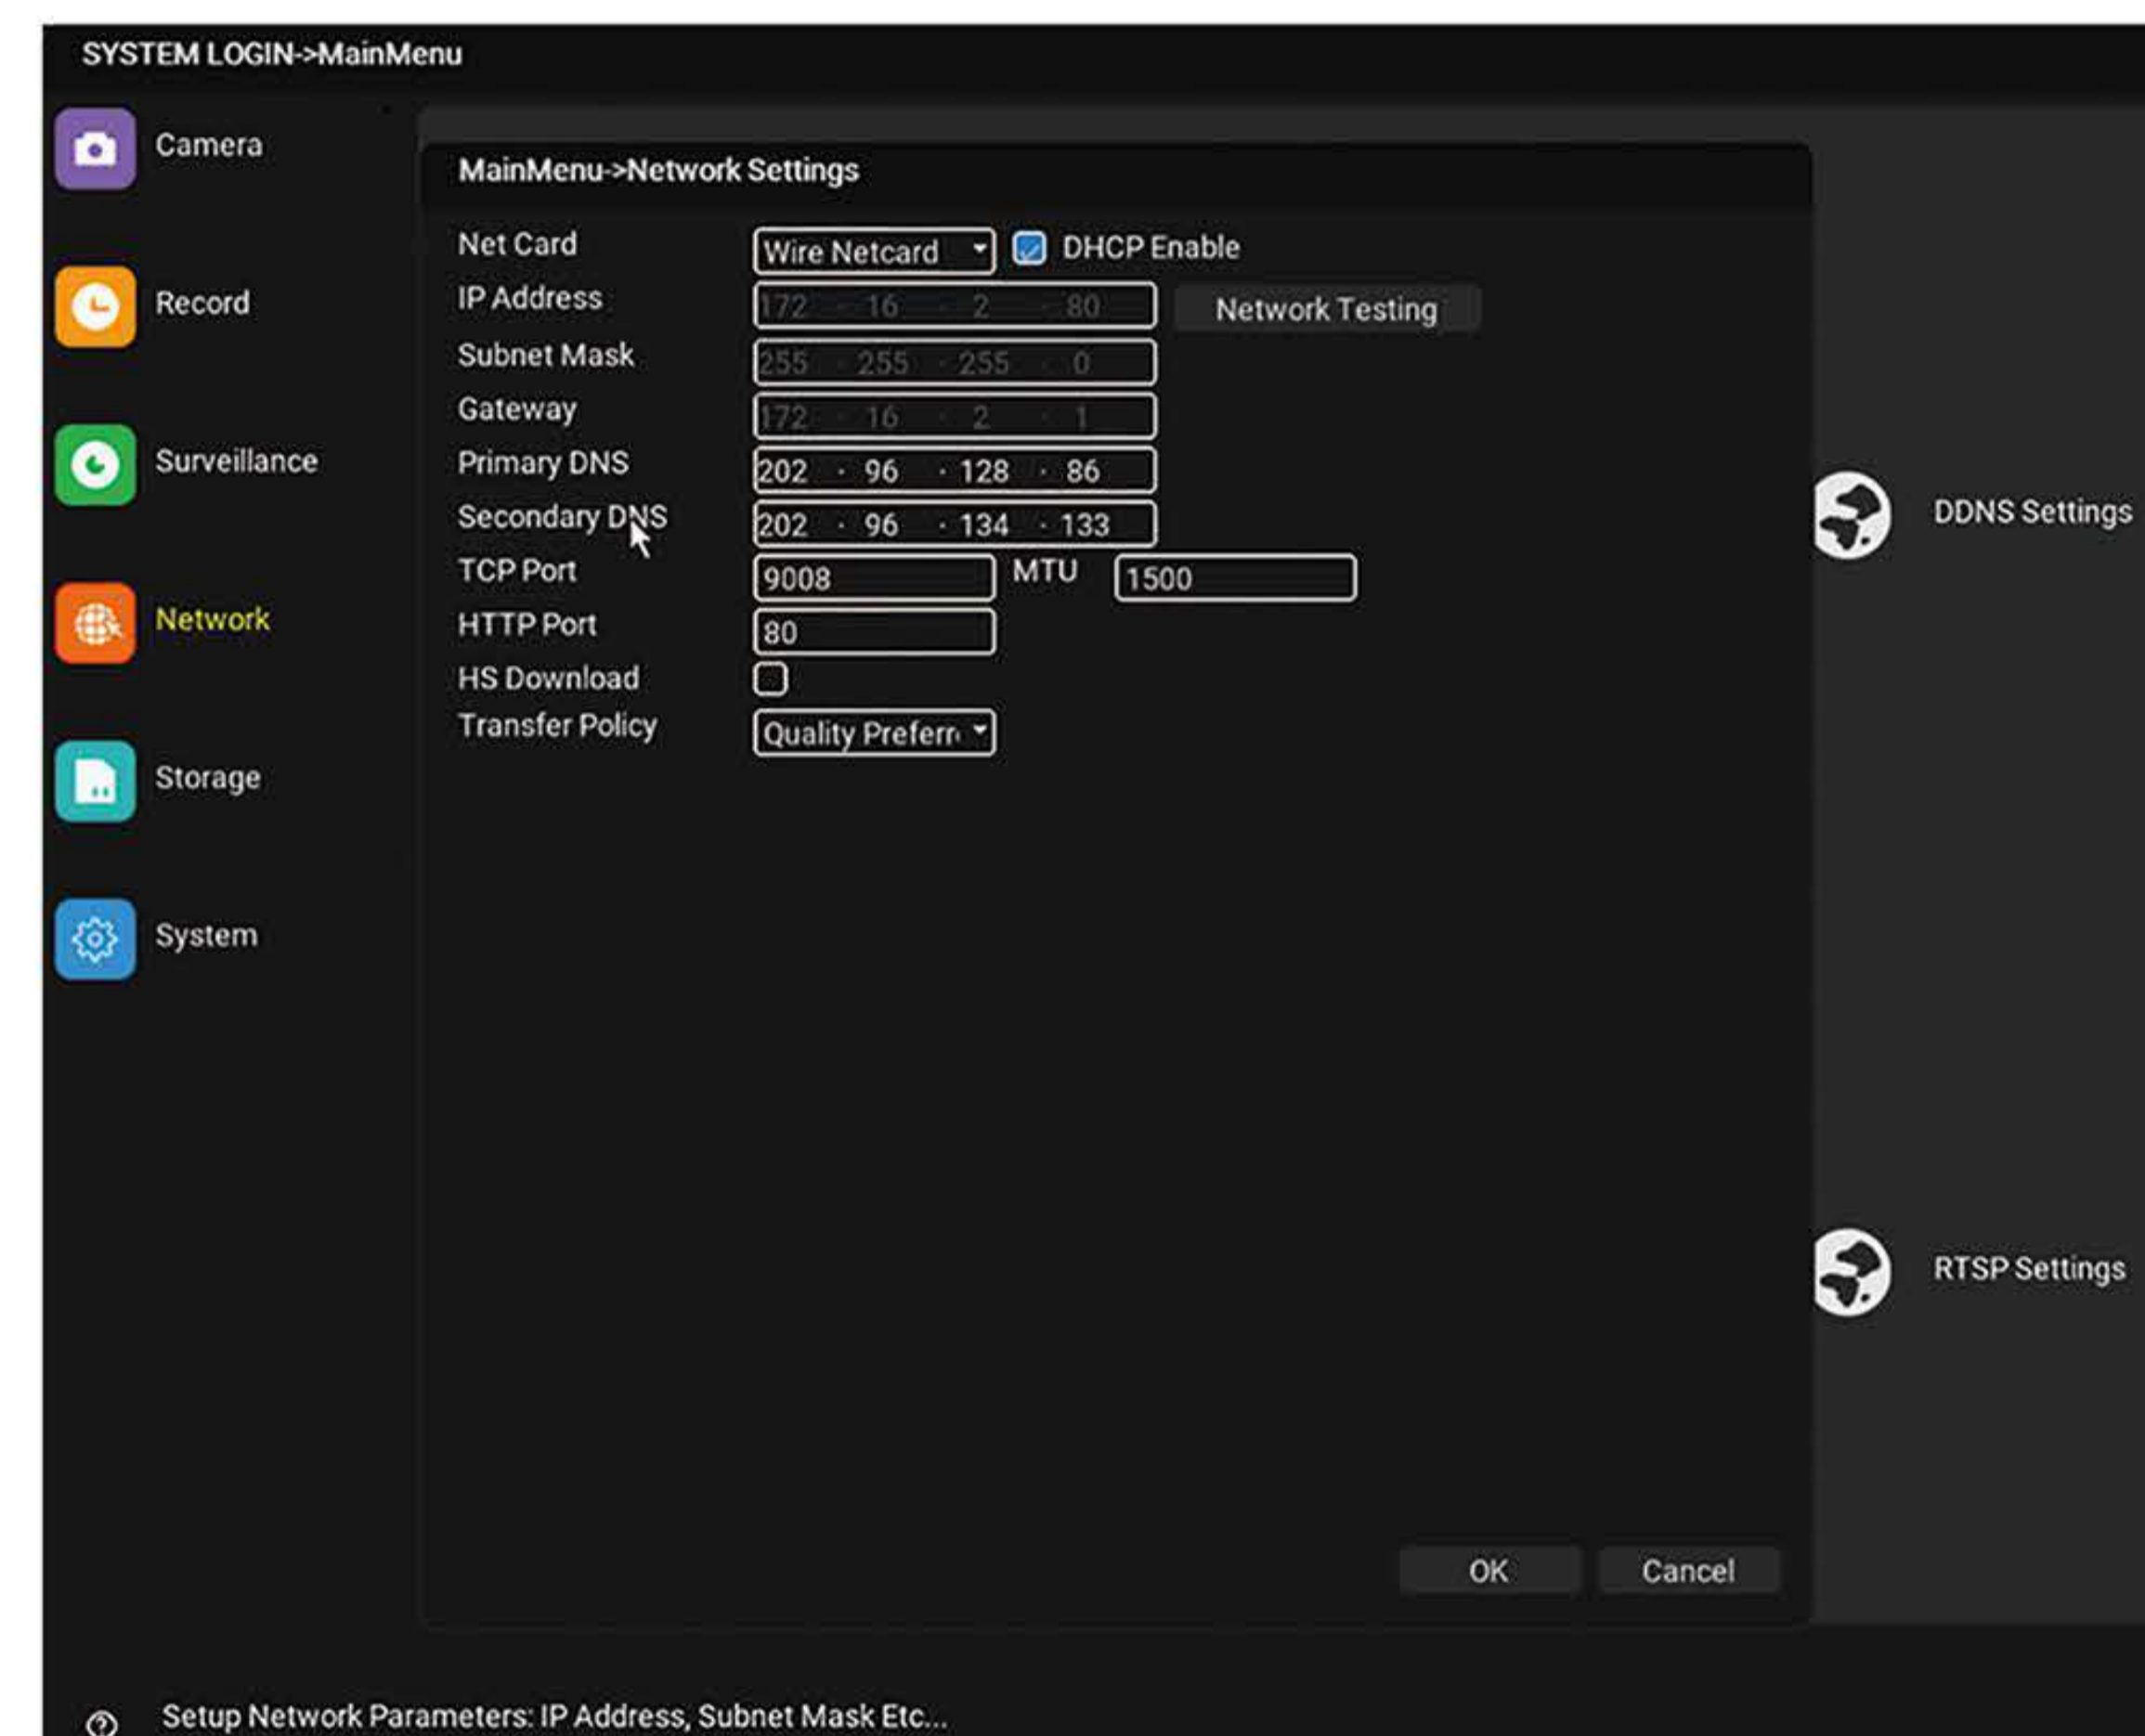 SYSTEM LOGIN->MainMenu
Camera
Record
Surveillance
Network
Storage
System
MainMenu->Network Settings
Net Card Wire Netcard DHCP Enable
IP Address 172 · 16 · 2 · 80 Network Testing
Subnet Mask 255 · 255 · 255 · 0
Gateway 172 · 16 · 2 · 1
Primary DNS 202 · 96 · 128 · 86
Secondary DNS 202 · 96 · 134 · 133
TCP Port 9008 MTU 1500
HTTP Port 80
HS Download
Transfer Policy Quality Preferr
OK Cancel
DDNS Settings
RTSP Settings
? Setup Network Parameters: IP Address, Subnet Mask Etc...